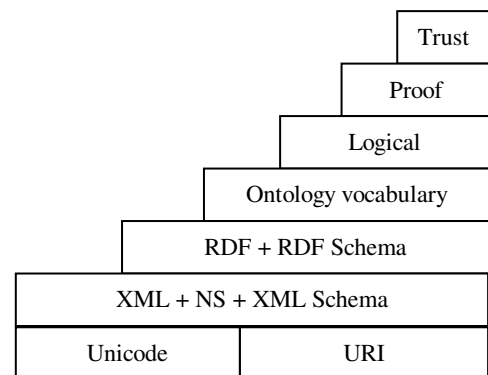 Trust
Proof
Logical
Ontology vocabulary
RDF + RDF Schema
XML + NS + XML Schema
Unicode
URI